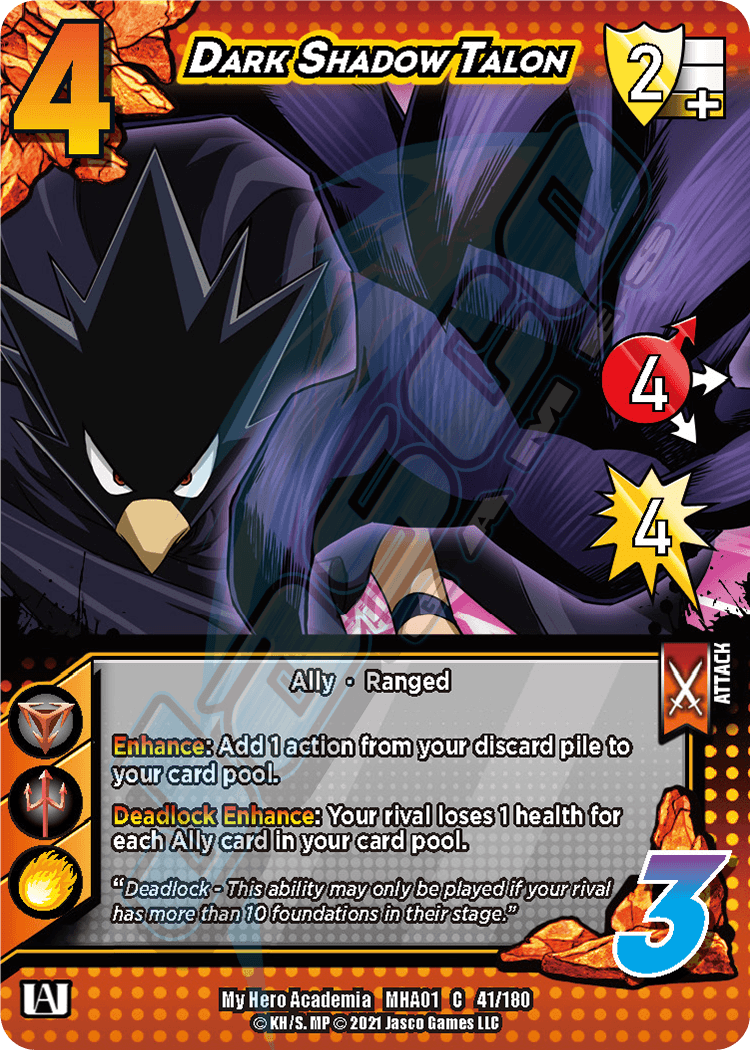 4
DARK SHADOW TALON
2
+
4
4
ATTACK
Ally • Ranged
Enhance: Add 1 action from your discard pile to
your card pool.
Deadlock Enhance: Your rival loses 1 health for
each Ally card in your card pool.
“Deadlock - This ability may only be played if your rival
has more than 10 foundations in their stage.”
3
UA
My Hero Academia MHA01 C 41/180
© KH/S. MP © 2021 Jasco Games LLC
JASCO
GAMES